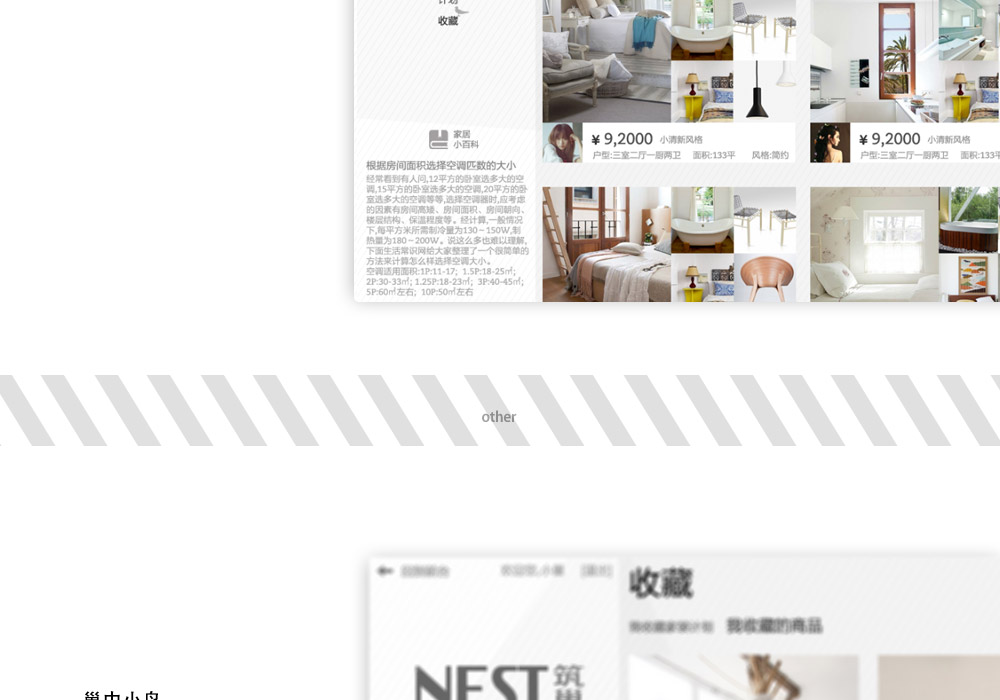 计划
收藏
家居
小百科
根据房间面积选择空调匹数的大小
经常看到有人问,12平方的卧室选多大的空
调,15平方的卧室选多大的空调,20平方的卧
室选多大的空调等等,选择空调器时,应考虑
的因素有房间高矮、房间面积、房间朝向、
楼层结构、保温程度等。经计算,一般情况
下,每平方米所需制冷量为130－150W,制
热量为180－200W。说这么多也难以理解,
下面生活常识网给大家整理了一个很简单的
方法来计算怎么样选择空调大小。
空调适用面积:1P:11-17; 1.5P:18-25㎡;
2P:30-33㎡; 1.25P:18-23㎡; 3P:40-45㎡;
5P:60㎡左右; 10P:50㎡左右
¥ 9,2000 小清新风格
户型:三室二厅一厨两卫 面积:133平 风格:简约
¥ 9,2000 小清新风格
户型:三室二厅一厨两卫 面积:133平
other
收藏
我收藏的商品
NEST 筑巢
巢中小鸟